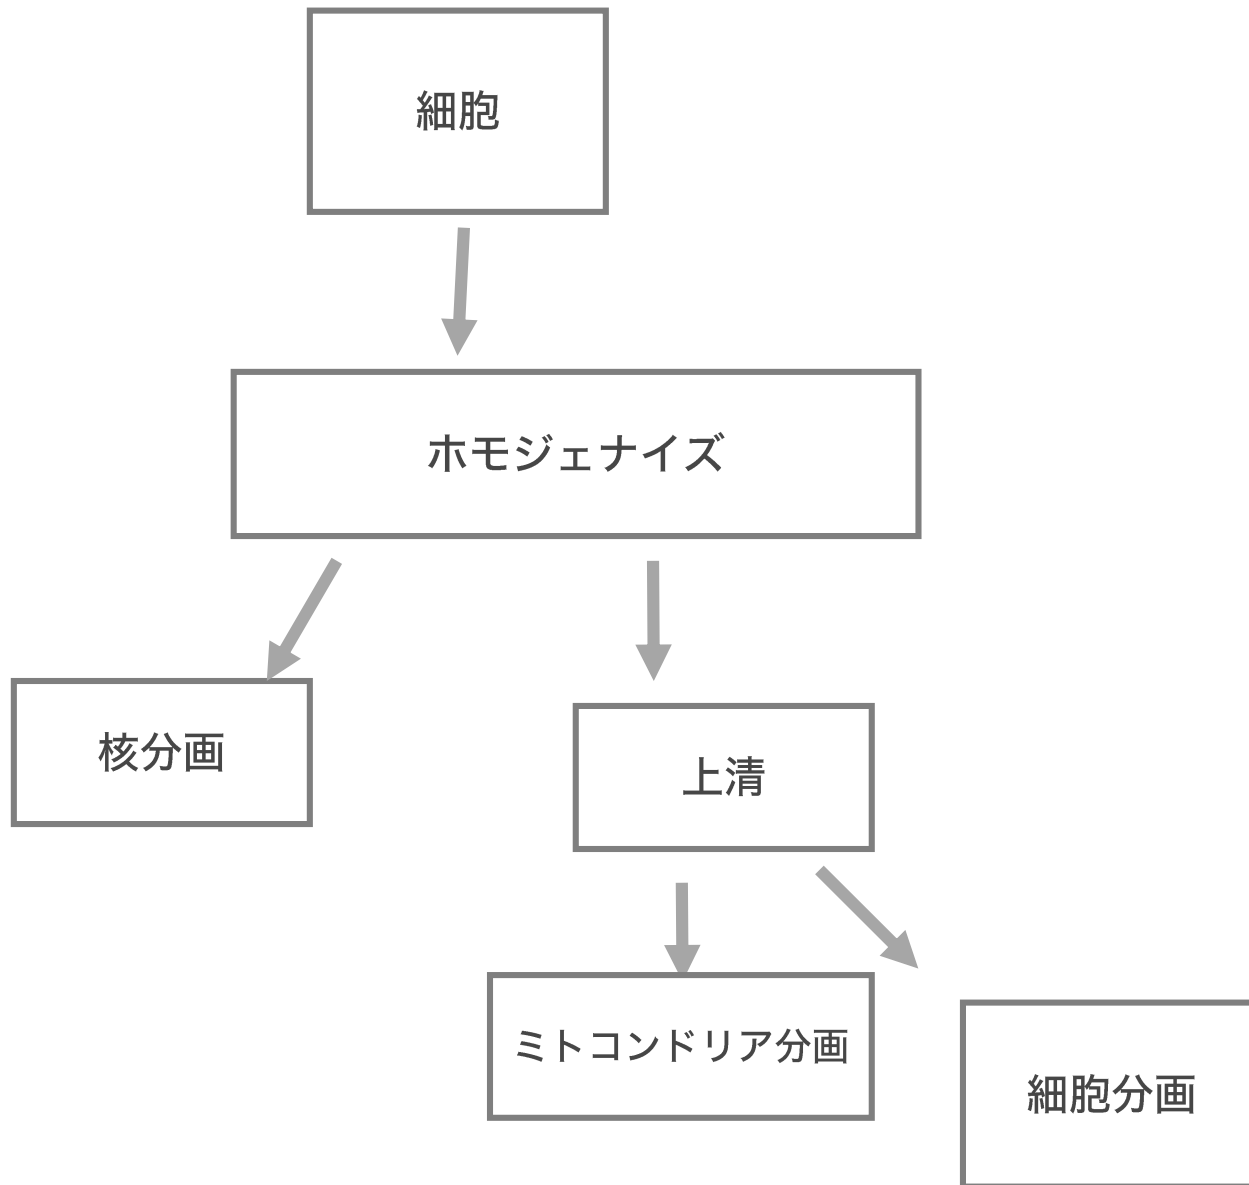 細胞
ホモジェナイズ
核分画
上清
ミトコンドリア分画
細胞分画